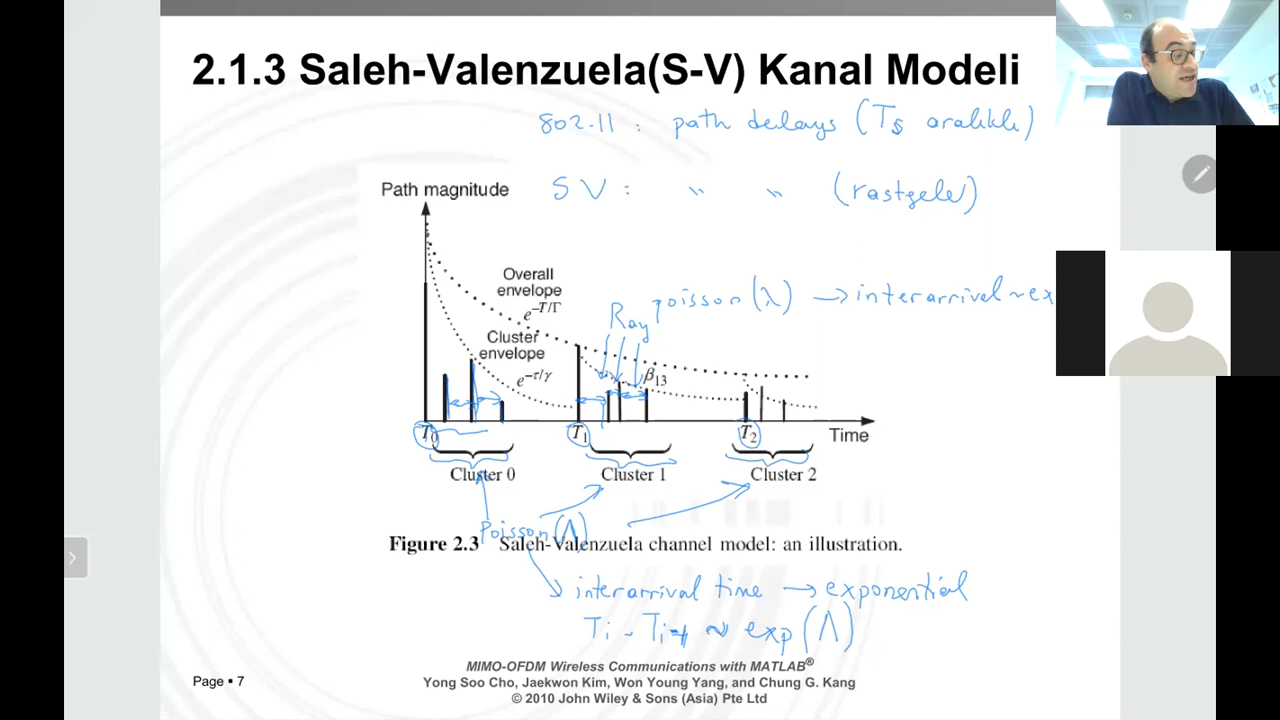 2.1.3 Saleh-Valenzuela(S-V) Kanal Modeli
802.11 : path delays (Ts aralıklı)
SV : " " (rastgele)
Path magnitude
Overall
envelope
e^-T/Γ
Cluster
envelope
e^-τ/γ
Ray
poisson (λ) → interarrival ~ ex
β13
T0
T1
T2
Time
Cluster 0
Cluster 1
Cluster 2
Poisson (Λ)
Figure 2.3 Saleh-Valenzuela channel model: an illustration.
interarrival time → exponential
Ti - Ti-1 ~ exp (Λ)
MIMO-OFDM Wireless Communications with MATLAB®
Page ▪ 7
Yong Soo Cho, Jaekwon Kim, Won Young Yang, and Chung G. Kang
© 2010 John Wiley & Sons (Asia) Pte Ltd